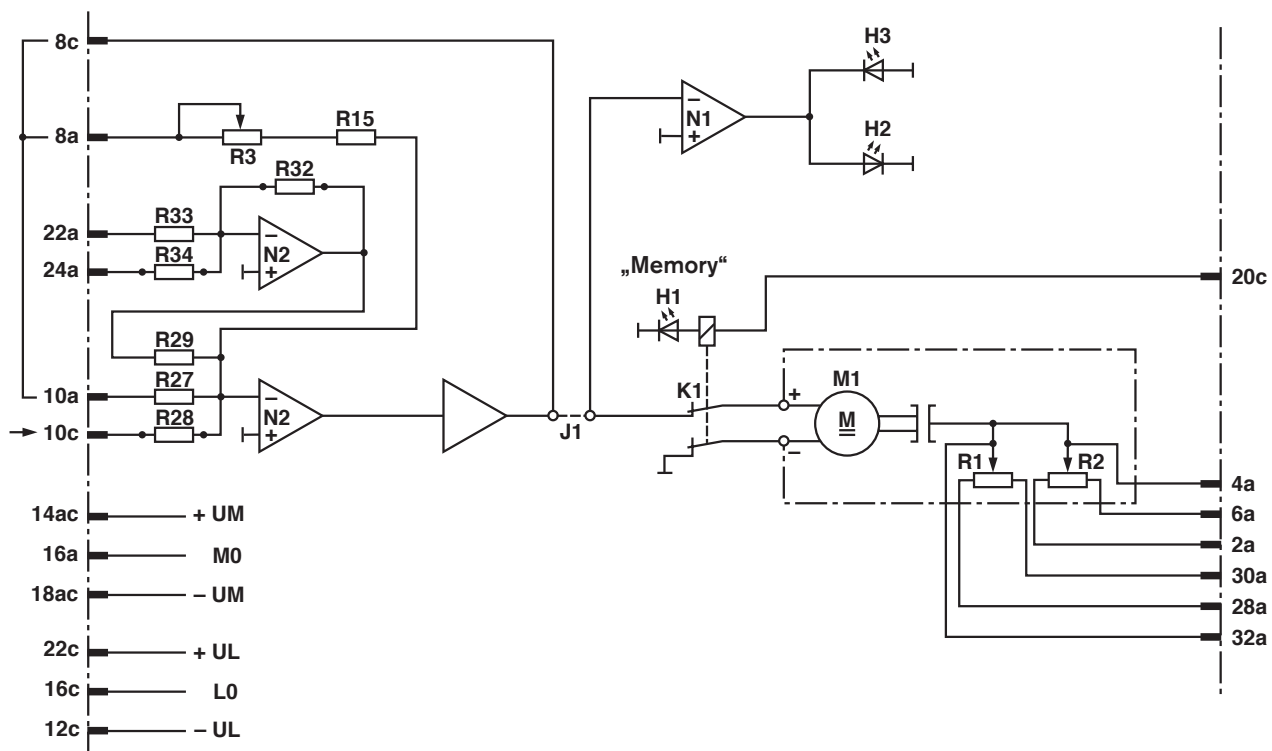 8c
H3
8a
R3
R15
N1
−
+
H2
R32
22a
R33
24a
R34
−
N2
+
„Memory“
20c
H1
R29
10a
R27
10c
R28
−
N2
+
J1
K1
+
−
M1
M
R1
R2
4a
6a
2a
30a
28a
32a
14ac
+ UM
16a
M0
18ac
– UM
22c
+ UL
16c
L0
12c
– UL